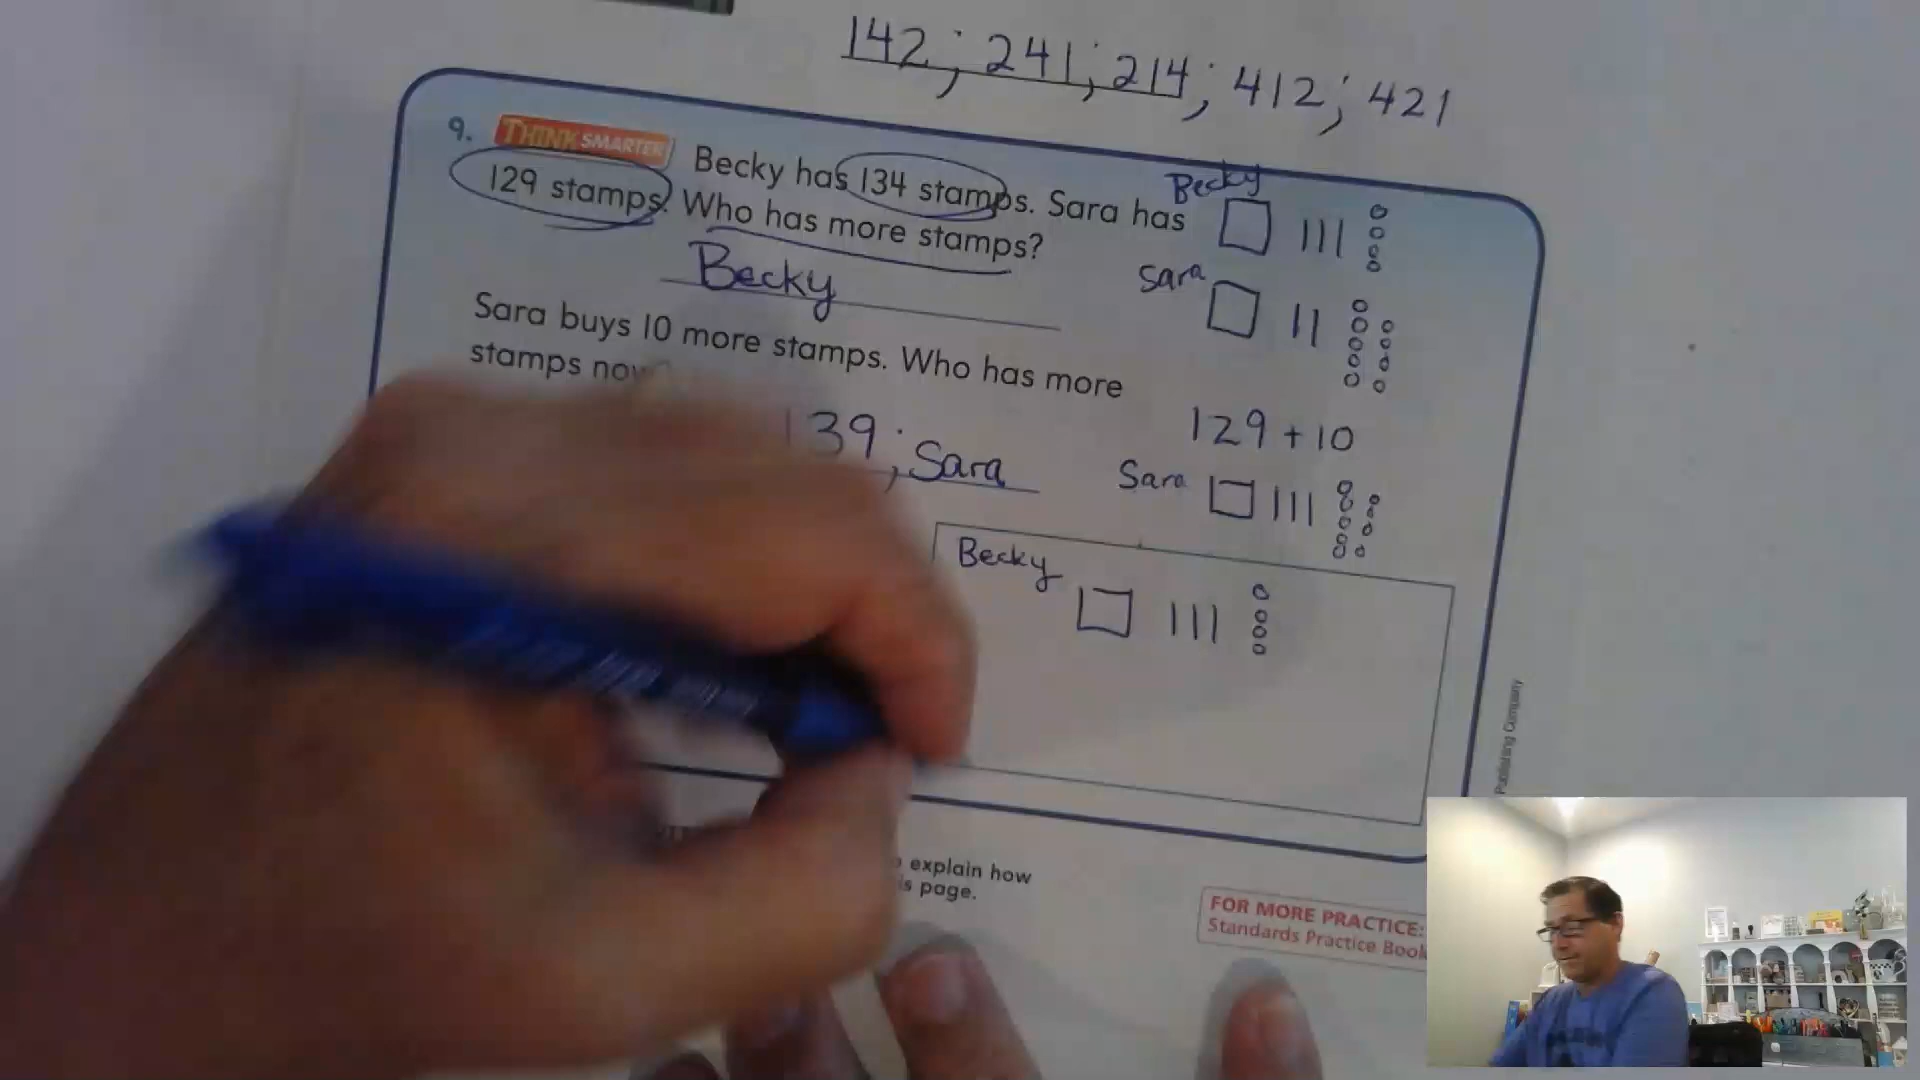 142; 241; 214; 412; 421
9. THINK SMARTER Becky has 134 stamps. Sara has
129 stamps. Who has more stamps?
Becky
Becky
Sara
Sara buys 10 more stamps. Who has more
stamps now
139; Sara
129 + 10
Sara
Becky
explain how
page.
FOR MORE PRACTICE:
Standards Practice Book
Publishing Company